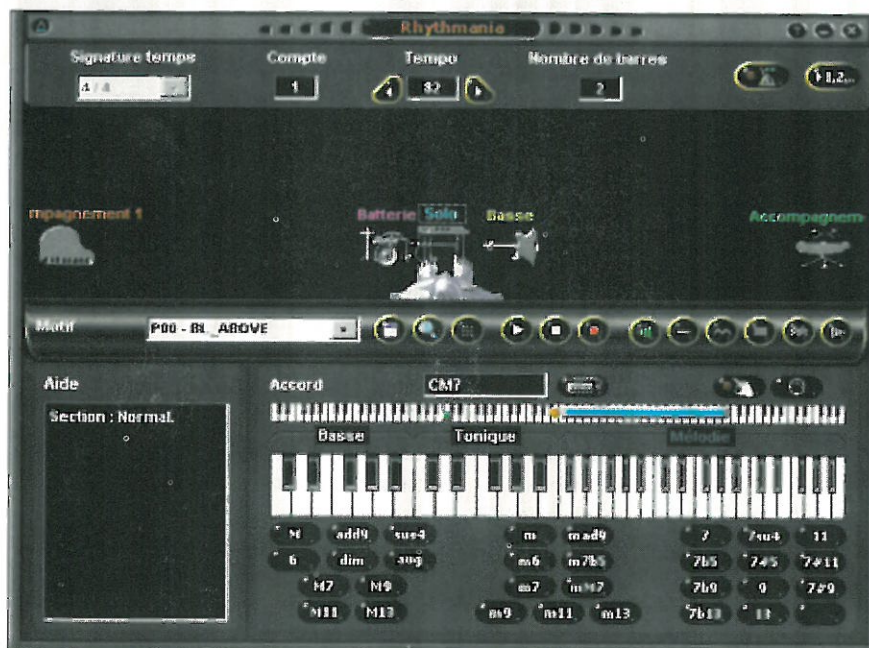 Rhythmania
Signature temps Compte Tempo Nombre de barres
4/4 1 82 2 1,2,..
mpagnement 1 Batterie Solo Basse Accompagnem
Motif P00 - BL_ABOVE
Aide Accord CM7
Section : Normal.
Basse Tonique Mélodie
M add9 sus4 m madd9 7 7su4 11
6 dim aug m6 m7b5 7b5 7#5 7#11
M7 M9 m7 mM7 7b9 9 7#9
M11 M13 m9 m11 m13 7b13 13